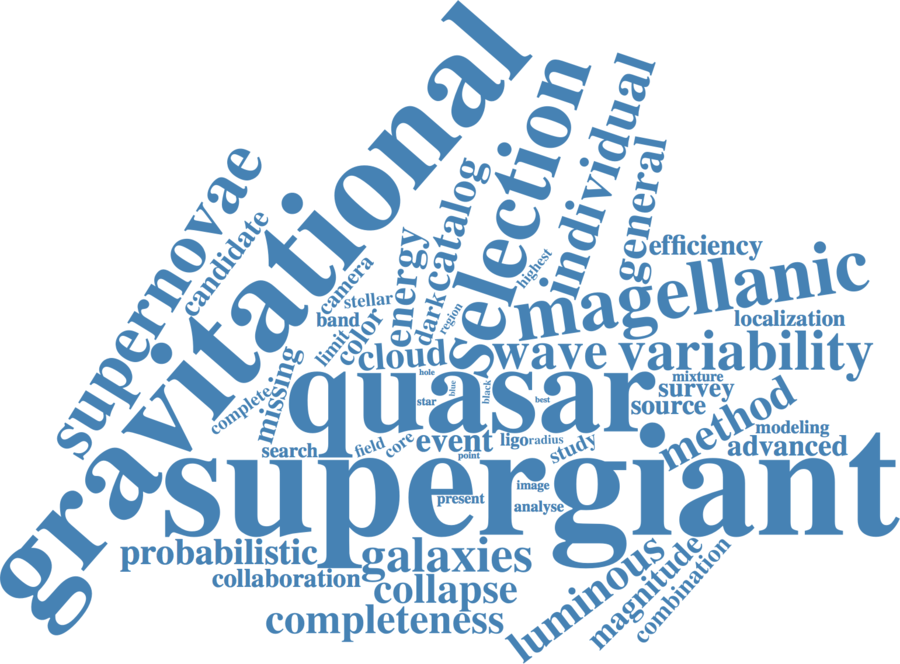 gravitational
supernovae
candidate
selection
individual
general
catalog
energy
dark
camera
stellar
band
color
limit
region
highest
efficiency
magellanic
localization
cloud
wave
variability
missing
complete
quasar
hole
star
blue
black
best
mixture
survey
source
method
modeling
advanced
search
field
core
event
ligo
radius
study
point
supergiant
image
present
analyse
probabilistic
galaxies
collaboration
collapse
completeness
luminous
magnitude
combination